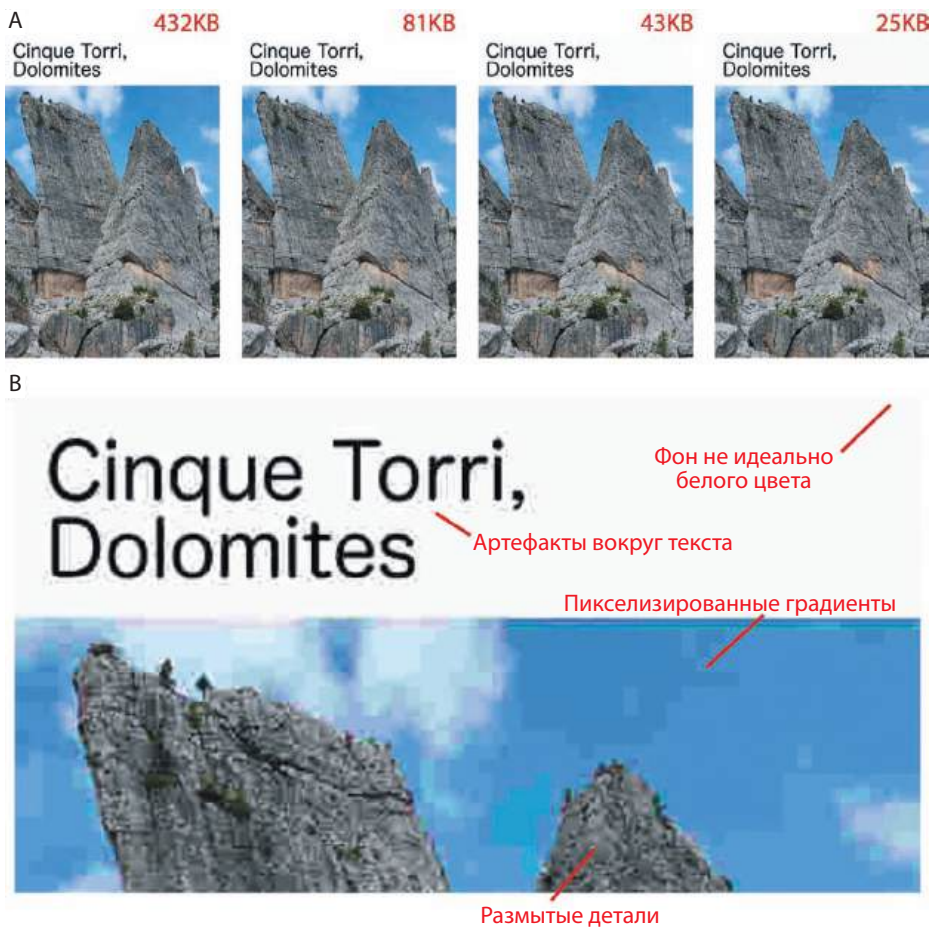 A
432KB
81KB
43KB
25KB
Cinque Torri,
Dolomites
Cinque Torri,
Dolomites
Cinque Torri,
Dolomites
Cinque Torri,
Dolomites
B
Cinque Torri,
Dolomites
Фон не идеально
белого цвета
Артефакты вокруг текста
Пикселизированные градиенты
Размытые детали